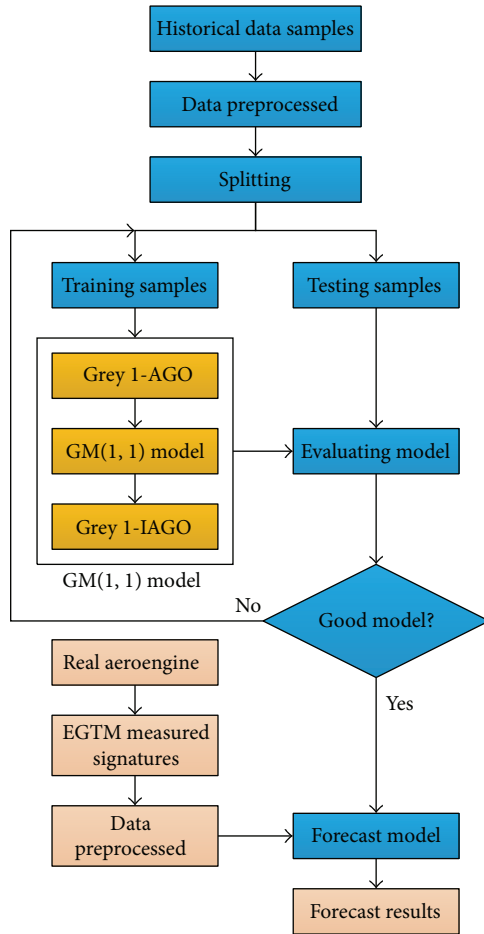 Historical data samples
Data preprocessed
Splitting
Training samples
Testing samples
Grey 1-AGO
GM(1, 1) model
Evaluating model
Grey 1-IAGO
GM(1, 1) model
No
Good model?
Real aeroengine
Yes
EGTM measured
signatures
Data
preprocessed
Forecast model
Forecast results